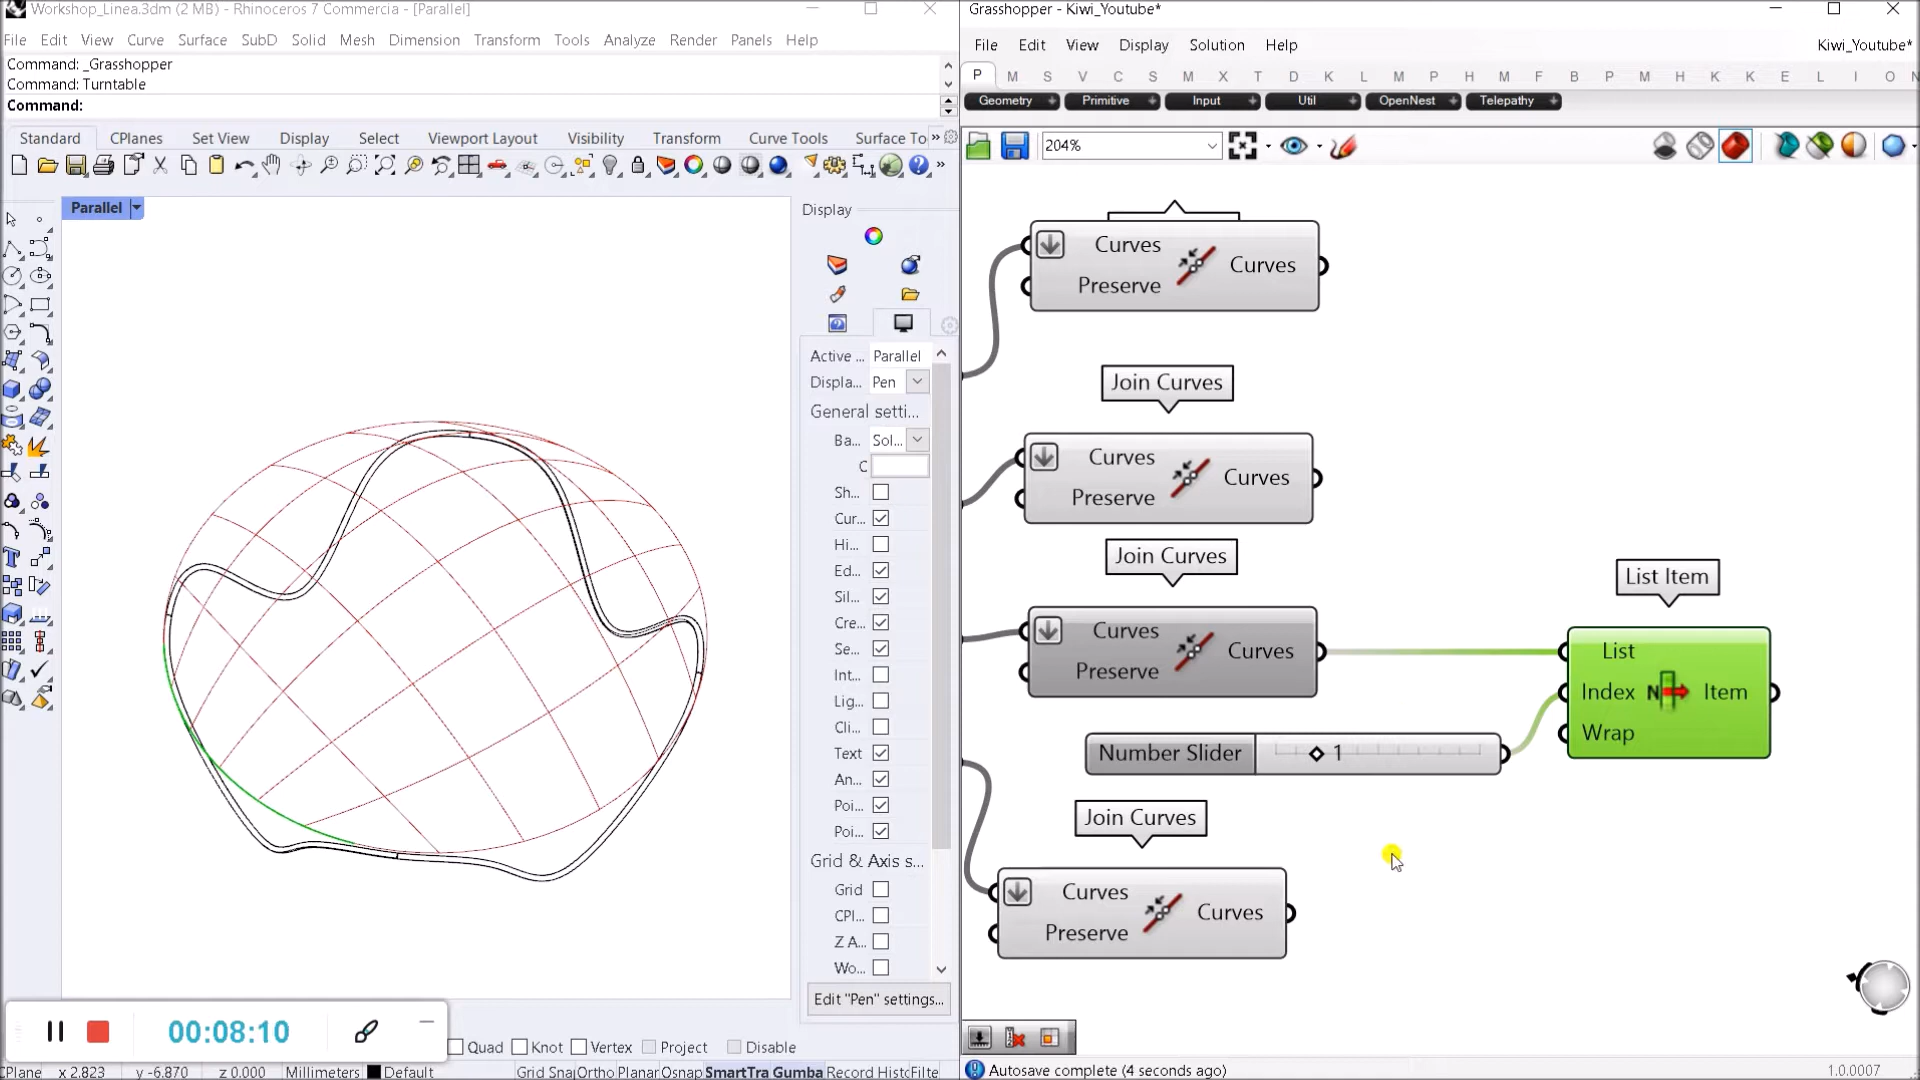 Workshop_Linea.3dm (2 MB) - Rhinoceros 7 Commercia - [Parallel]
File Edit View Curve Surface SubD Solid Mesh Dimension Transform Tools Analyze Render Panels Help
Command: _Grasshopper
Command: Turntable
Command:
Standard CPlanes Set View Display Select Viewport Layout Visibility Transform Curve Tools Surface To
Parallel
Display
Active ... Parallel
Displa... Pen
General setti...
Ba... Sol...
C
Sh...
Cur...
Hi...
Ed...
Sil...
Cre...
Se...
Int...
Lig...
Cli...
Text
An...
Poi...
Poi...
Grid & Axis s...
Grid
CPl...
Z A...
Wo...
Edit "Pen" settings...
00:08:10
Quad Knot Vertex Project Disable
CPlane x 2.823 y -6.870 z 0.000 Millimeters Default Grid Snap Ortho Planar Osnap SmartTra Gumba Record Histo Filte
Grasshopper - Kiwi_Youtube*
File Edit View Display Solution Help Kiwi_Youtube*
P M S V C S M X T D K L M P H M F B P M H K K E L I O N
Geometry Primitive Input Util OpenNest Telepathy
204%
Curves
Preserve
Curves
Join Curves
Curves
Preserve
Curves
Join Curves
Curves
Preserve
Curves
List Item
List
Index
Wrap
N
Item
Number Slider 1
Join Curves
Curves
Preserve
Curves
Autosave complete (4 seconds ago) 1.0.0007